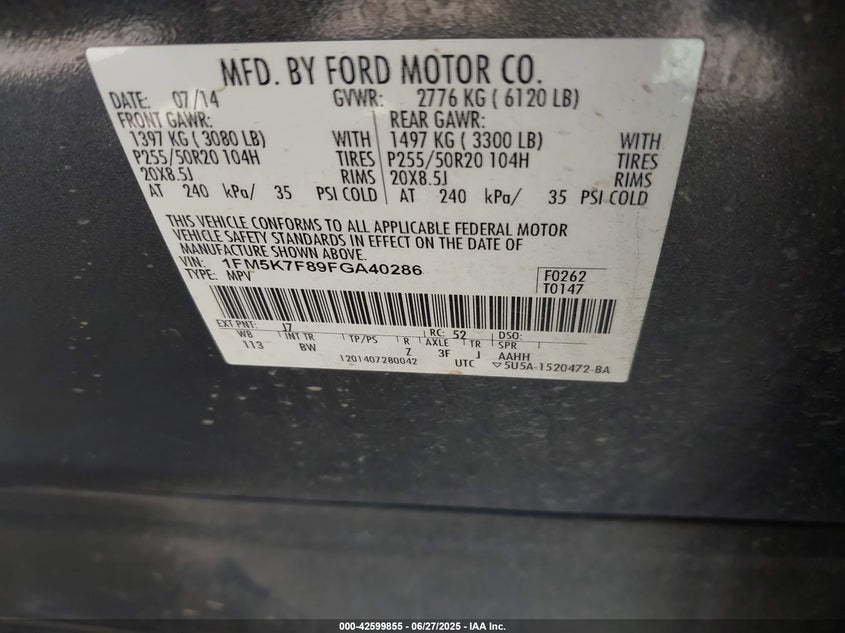 MFD. BY FORD MOTOR CO.
DATE: 07/14 GVWR: 2776 KG ( 6120 LB)
FRONT GAWR: REAR GAWR:
1397 KG ( 3080 LB) WITH 1497 KG ( 3300 LB) WITH
P255/50R20 104H TIRES P255/50R20 104H TIRES
20X8.5J RIMS 20X8.5J RIMS
AT 240 kPa/ 35 PSI COLD AT 240 kPa/ 35 PSI COLD
THIS VEHICLE CONFORMS TO ALL APPLICABLE FEDERAL MOTOR
VEHICLE SAFETY STANDARDS IN EFFECT ON THE DATE OF
MANUFACTURE SHOWN ABOVE.
VIN: 1FM5K7F89FGA40286 F0262
TYPE: MPV T0147
EXT PNT: J7 RC: 52 DSO:
WB INT TR TP/PS R AXLE TR SPR
113 BW Z 3F J AAHH
1201407280042 UTC ▽5U5A-1520472-BA
000-42599855 - 06/27/2025 - IAA Inc.